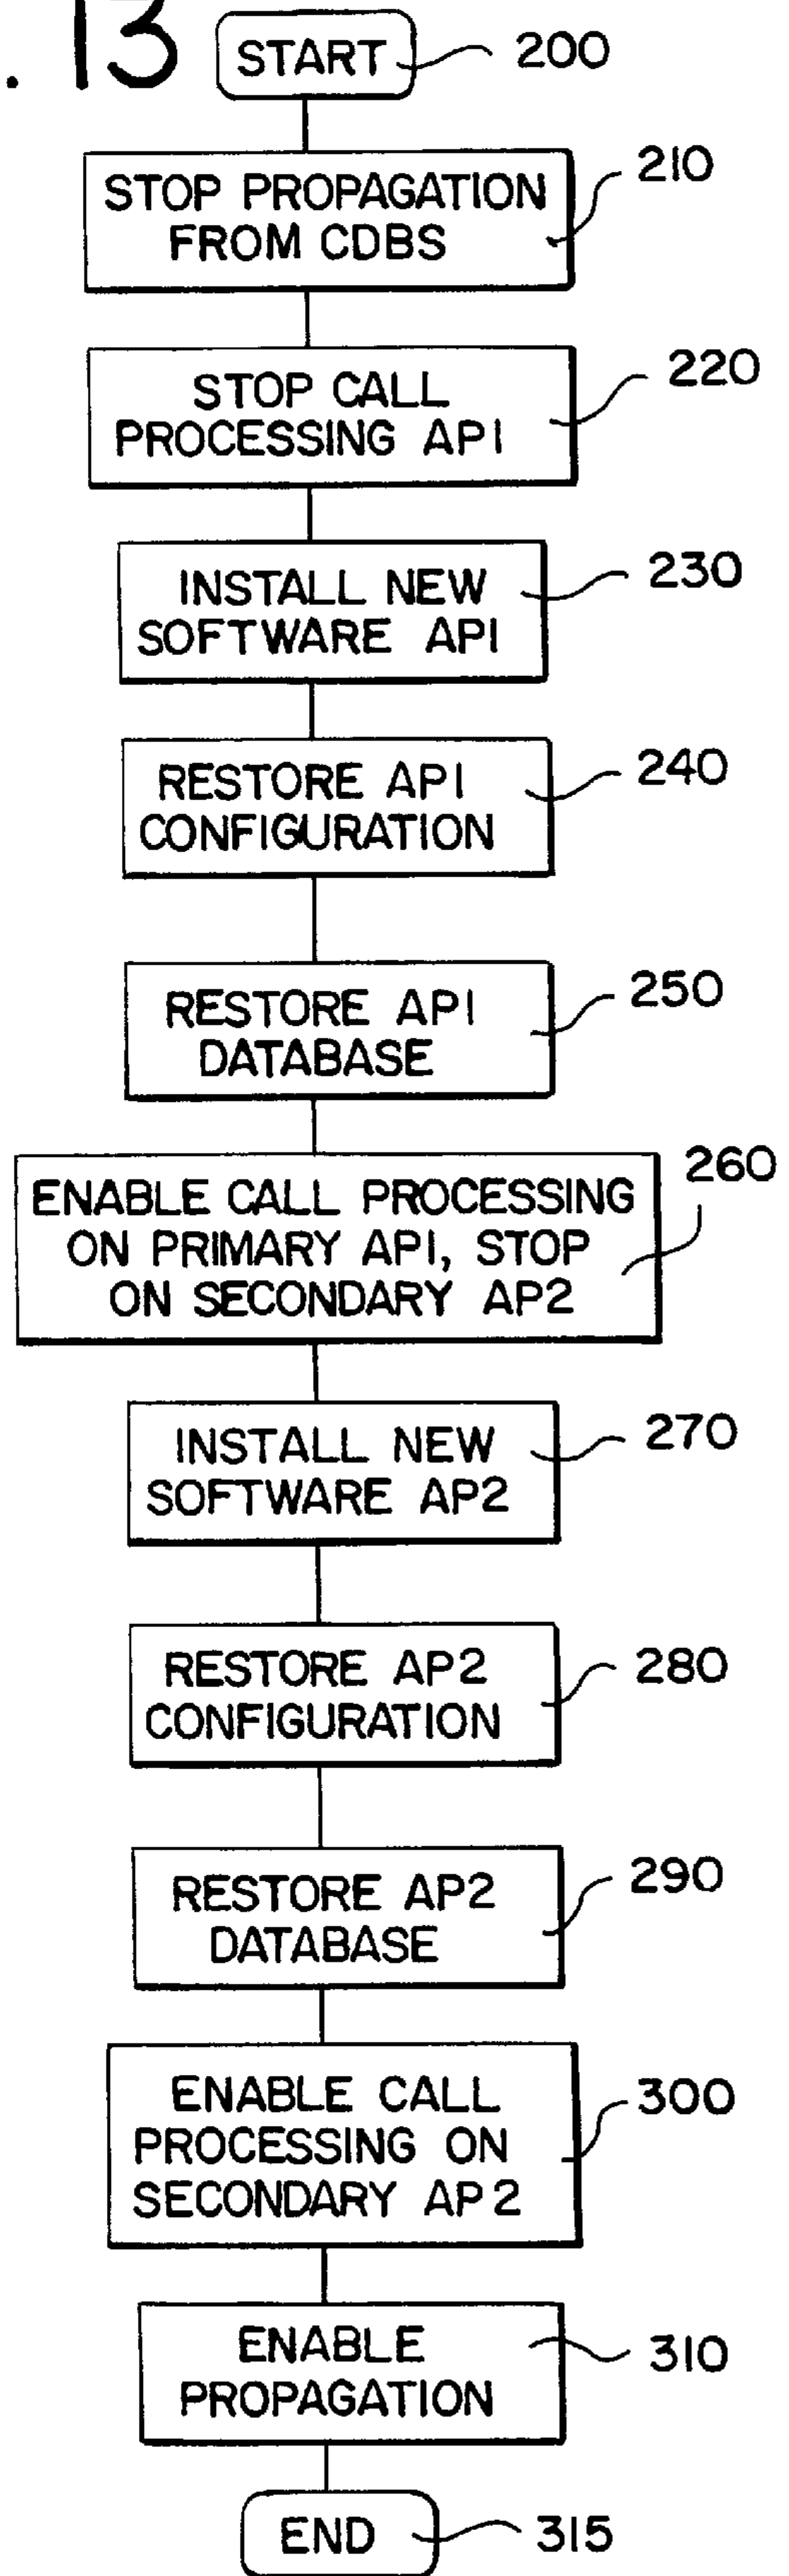 . 13
START 200
STOP PROPAGATION
FROM CDBS
210
STOP CALL
PROCESSING AP1
220
INSTALL NEW
SOFTWARE AP1
230
RESTORE AP1
CONFIGURATION
240
RESTORE AP1
DATABASE
250
ENABLE CALL PROCESSING
ON PRIMARY AP1, STOP
ON SECONDARY AP2
260
INSTALL NEW
SOFTWARE AP2
270
RESTORE AP2
CONFIGURATION
280
RESTORE AP2
DATABASE
290
ENABLE CALL
PROCESSING ON
SECONDARY AP2
300
ENABLE
PROPAGATION
310
END 315